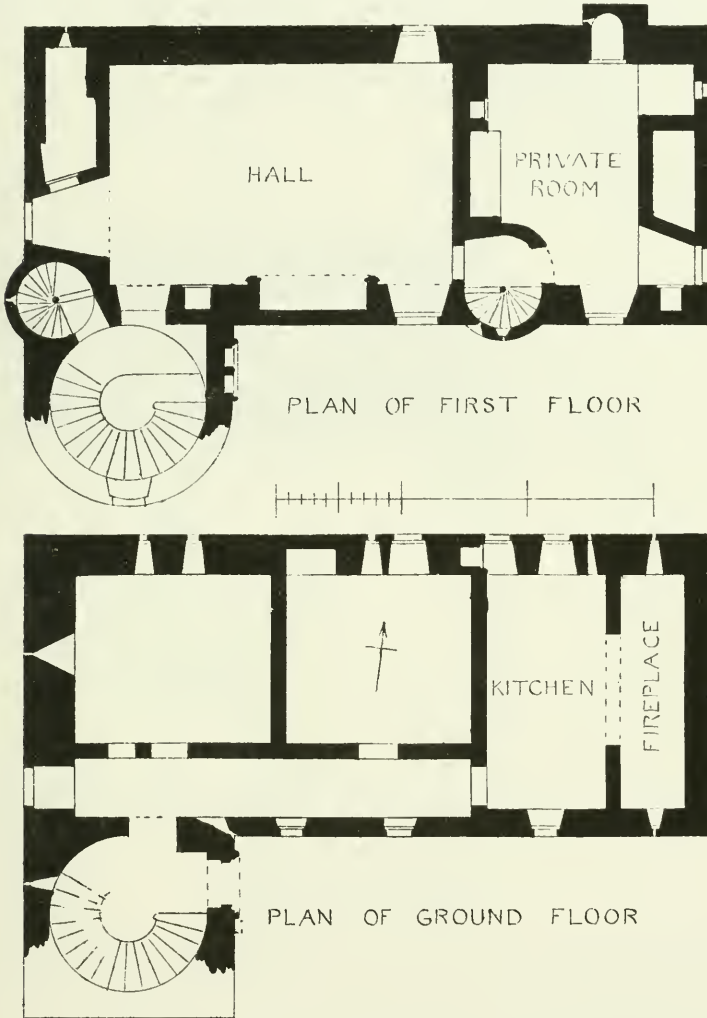 HALL
PRIVATE
ROOM
PLAN OF FIRST FLOOR
KITCHEN
FIREPLACE
PLAN OF GROUND FLOOR